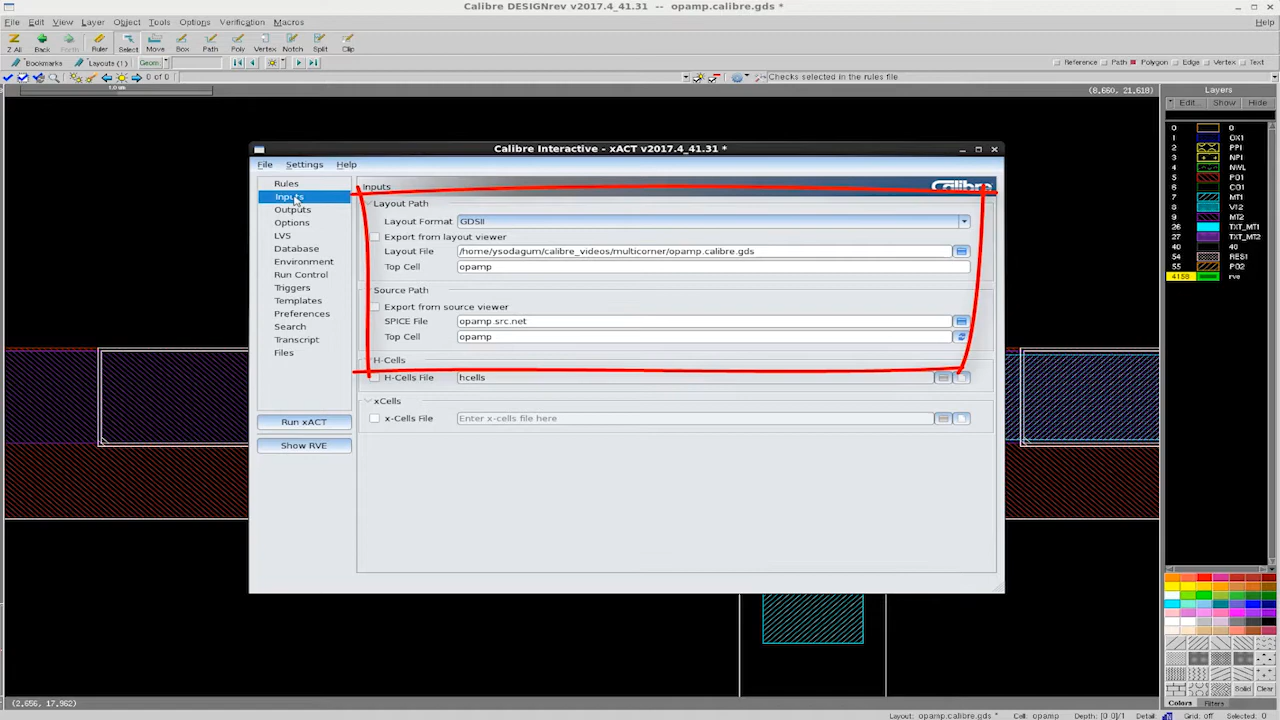 Calibre DESIGNrev v2017.4_41.31 -- opamp.calibre.gds *
File Edit View Layer Object Tools Options Verification Macros Help
Z All Back Ruler Select Move Box Path Poly Vertex Notch Split Clip
Bookmarks Layouts (1) Geom: Reference Path Polygon Edge Vertex Text
0 of 0 Checks selected in the rules file
1.0 um (8.660, 21.618) Layers
Edit... Show Hide
0 0
1 OX1
2 PPI
3 NPI
4 NWL
5 PO1
6 CO1
7 MT1
8 VI2
9 MT2
26 TXT_MT1
27 TXT_MT2
40 40
54 RES1
55 PO2
4158 rve
Calibre Interactive - xACT v2017.4_41.31 *
File Settings Help
Rules
Inputs
Outputs
Options
LVS
Database
Environment
Run Control
Triggers
Templates
Preferences
Search
Transcript
Files
Run xACT
Show RVE
Inputs Calibre
Layout Path
Layout Format GDSII
Export from layout viewer
Layout File /home/ysodagum/calibre_videos/multicorner/opamp.calibre.gds
Top Cell opamp
Source Path
Export from source viewer
SPICE File opamp.src.net
Top Cell opamp
H-Cells
H-Cells File hcells
xCells
x-Cells File Enter x-cells file here
Solid Clear
Colors Filters
(2.656, 17.962)
Layout: opamp.calibre.gds * Cell: opamp Depth: [0 0]/1 Detail: Grid: off Selected: 0